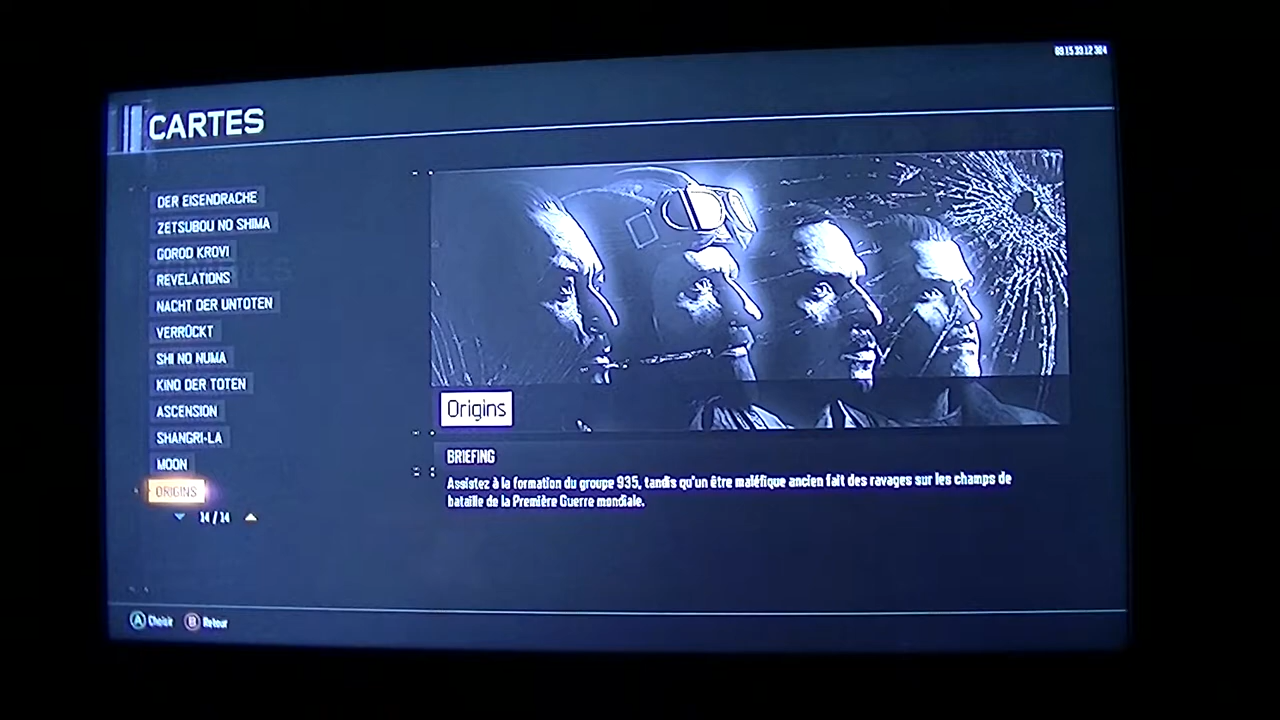 CARTES
DER EISENDRACHE
ZETSUBOU NO SHIMA
GOROD KROVI
REVELATIONS
NACHT DER UNTOTEN
VERRÜCKT
SHI NO NUMA
KINO DER TOTEN
ASCENSION
SHANGRI-LA
MOON
ORIGINS
14 / 14
Origins
BRIEFING
Assistez à la formation du groupe 935, tandis qu'un être maléfique ancien fait des ravages sur les champs de
bataille de la Première Guerre mondiale.
A Choisir B Retour